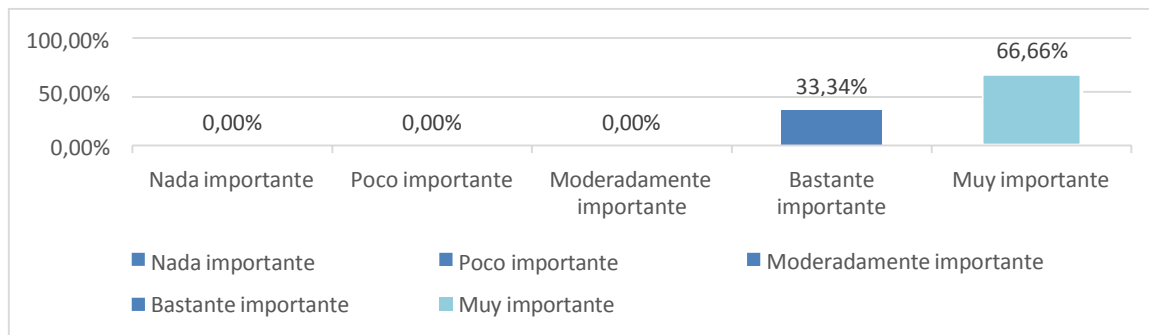 100,00%
50,00%
0,00%
0,00%
0,00%
0,00%
33,34%
66,66%
Nada importante
Poco importante
Moderadamente
importante
Bastante
importante
Muy importante
Nada importante
Poco importante
Moderadamente importante
Bastante importante
Muy importante